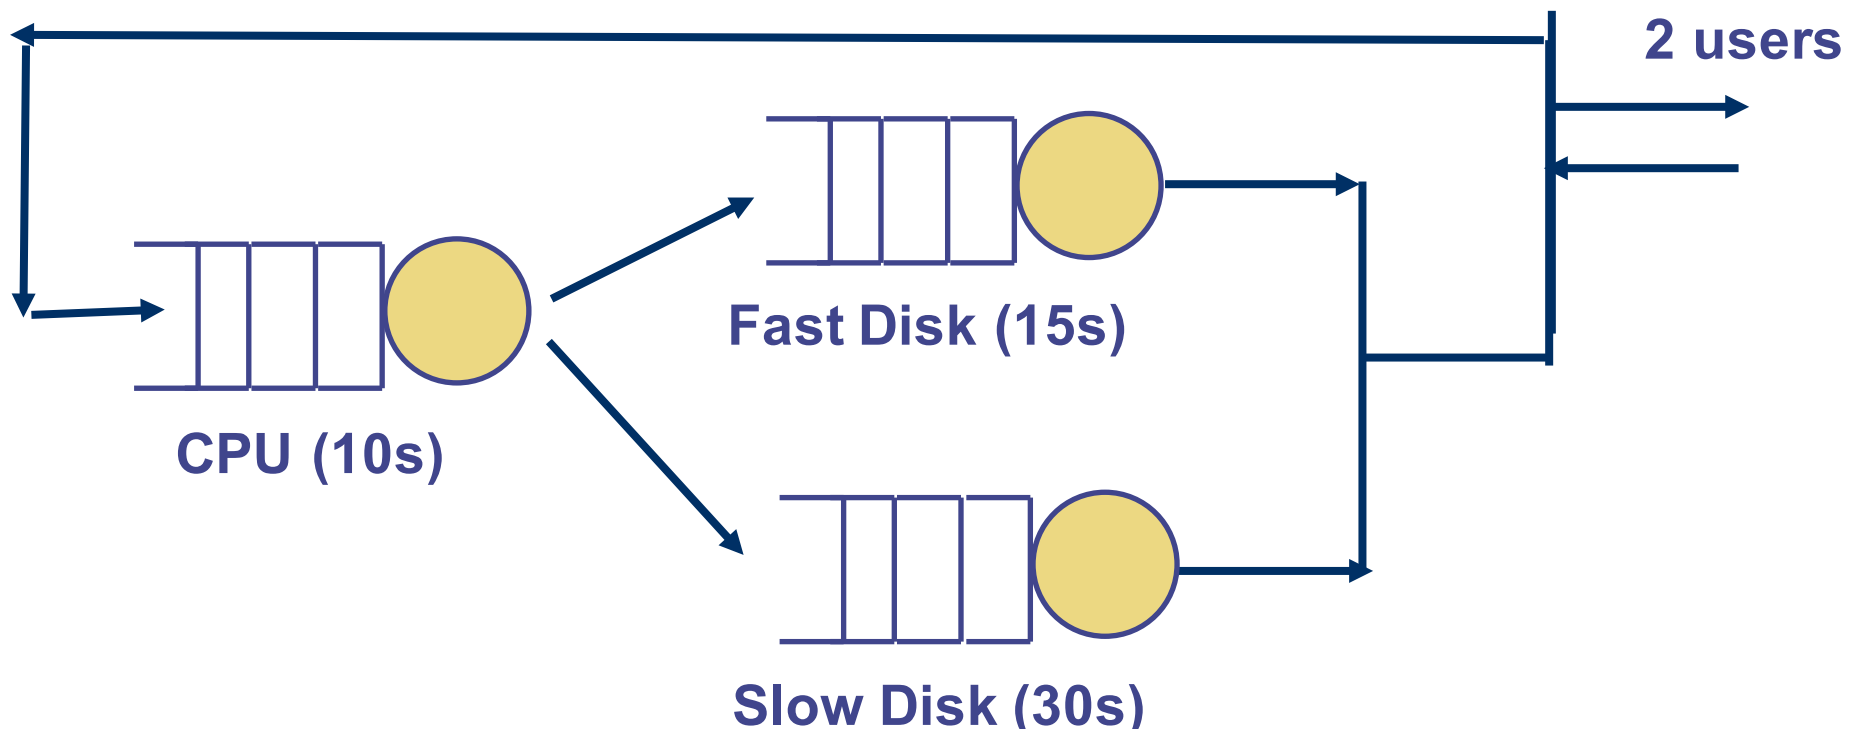 2 users
Fast Disk (15s)
CPU (10s)
Slow Disk (30s)